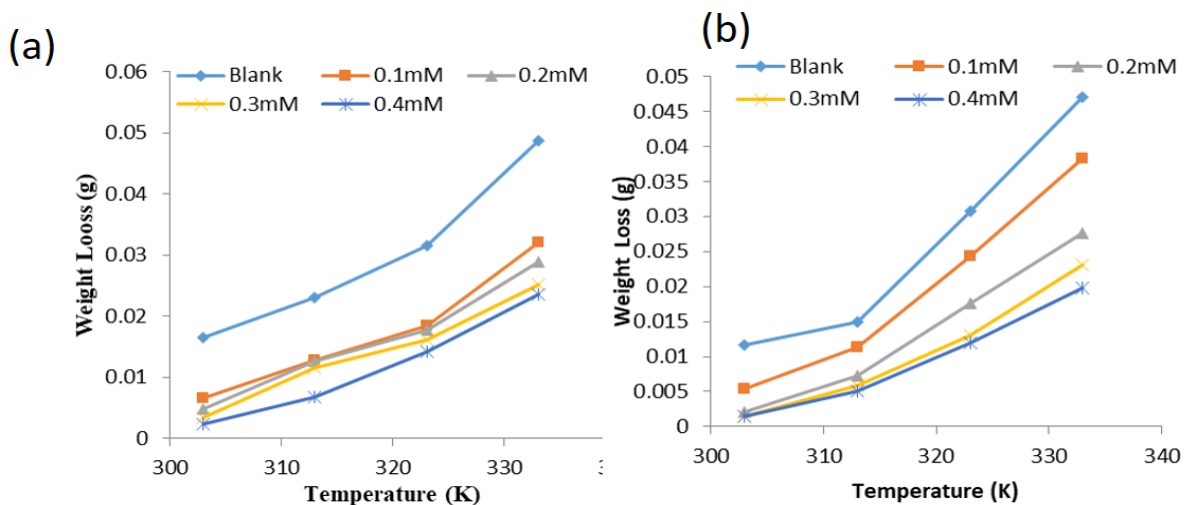 (a)
Blank 0.1mM 0.2mM
0.3mM 0.4mM
0.06
0.05
0.04
0.03
0.02
0.01
0
300 310 320 330
Weight Looss (g)
Temperature (K)
(b)
Blank 0.1mM 0.2mM
0.3mM 0.4mM
0.05
0.045
0.04
0.035
0.03
0.025
0.02
0.015
0.01
0.005
0
300 310 320 330 340
Weight Loss (g)
Temperature (K)